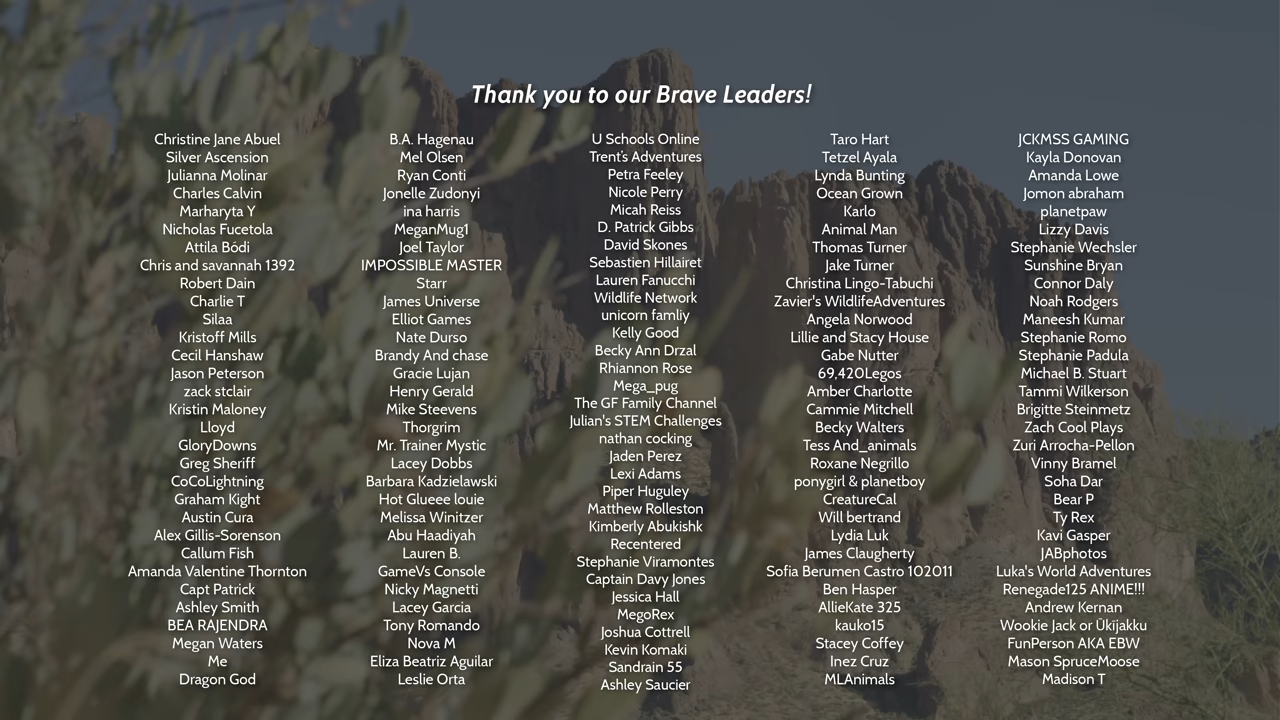 Thank you to our Brave Leaders!
Christine Jane Abuel
Silver Ascension
Julianna Molinar
Charles Calvin
Marharyta Y
Nicholas Fucetola
Attila Bódi
Chris and savannah 1392
Robert Dain
Charlie T
Silaa
Kristoff Mills
Cecil Hanshaw
Jason Peterson
zack stclair
Kristin Maloney
Lloyd
GloryDowns
Greg Sheriff
CoCoLightning
Graham Kight
Austin Cura
Alex Gillis-Sorenson
Callum Fish
Amanda Valentine Thornton
Capt Patrick
Ashley Smith
BEA RAJENDRA
Megan Waters
Me
Dragon God
B.A. Hagenau
Mel Olsen
Ryan Conti
Jonelle Zudonyi
ina harris
MeganMug1
Joel Taylor
IMPOSSIBLE MASTER
Starr
James Universe
Elliot Games
Nate Durso
Brandy And chase
Gracie Lujan
Henry Gerald
Mike Steevens
Thorgrim
Mr. Trainer Mystic
Lacey Dobbs
Barbara Kadzielawski
Hot Glueee louie
Melissa Winitzer
Abu Haadiyah
Lauren B.
GameVs Console
Nicky Magnetti
Lacey Garcia
Tony Romando
Nova M
Eliza Beatriz Aguilar
Leslie Orta
U Schools Online
Trent's Adventures
Petra Feeley
Nicole Perry
Micah Reiss
D. Patrick Gibbs
David Skones
Sebastien Hillairet
Lauren Fanucchi
Wildlife Network
unicorn famliy
Kelly Good
Becky Ann Drzal
Rhiannon Rose
Mega_pug
The GF Family Channel
Julian's STEM Challenges
nathan cocking
Jaden Perez
Lexi Adams
Piper Huguley
Matthew Rolleston
Kimberly Abukishk
Recentered
Stephanie Viramontes
Captain Davy Jones
Jessica Hall
MegoRex
Joshua Cottrell
Kevin Komaki
Sandrain 55
Ashley Saucier
Taro Hart
Tetzel Ayala
Lynda Bunting
Ocean Grown
Karlo
Animal Man
Thomas Turner
Jake Turner
Christina Lingo-Tabuchi
Zavier's WildlifeAdventures
Angela Norwood
Lillie and Stacy House
Gabe Nutter
69,420Legos
Amber Charlotte
Cammie Mitchell
Becky Walters
Tess And_animals
Roxane Negrillo
ponygirl & planetboy
CreatureCal
Will bertrand
Lydia Luk
James Claugherty
Sofia Berumen Castro 102011
Ben Hasper
AllieKate 325
kauko15
Stacey Coffey
Inez Cruz
MLAnimals
JCKMSS GAMING
Kayla Donovan
Amanda Lowe
Jomon abraham
planetpaw
Lizzy Davis
Stephanie Wechsler
Sunshine Bryan
Connor Daly
Noah Rodgers
Maneesh Kumar
Stephanie Romo
Stephanie Padula
Michael B. Stuart
Tammi Wilkerson
Brigitte Steinmetz
Zach Cool Plays
Zuri Arrocha-Pellon
Vinny Bramel
Soha Dar
Bear P
Ty Rex
Kavi Gasper
JABphotos
Luka's World Adventures
Renegade125 ANIME!!!
Andrew Kernan
Wookie Jack or Ükïjakku
FunPerson AKA EBW
Mason SpruceMoose
Madison T